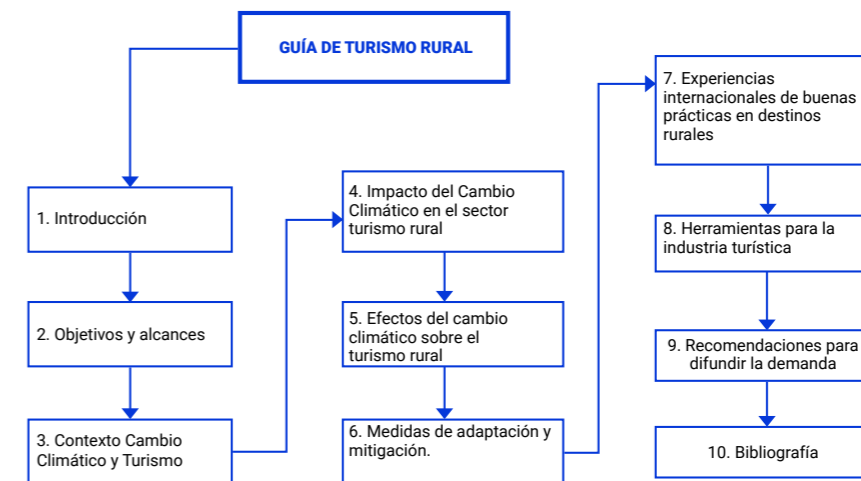 GUÍA DE TURISMO RURAL
1. Introducción
2. Objetivos y alcances
3. Contexto Cambio
Climático y Turismo
4. Impacto del Cambio
Climático en el sector
turismo rural
5. Efectos del cambio
climático sobre el
turismo rural
6. Medidas de adaptación y
mitigación.
7. Experiencias
internacionales de buenas
prácticas en destinos
rurales
8. Herramientas para la
industria turística
9. Recomendaciones para
difundir la demanda
10. Bibliografía